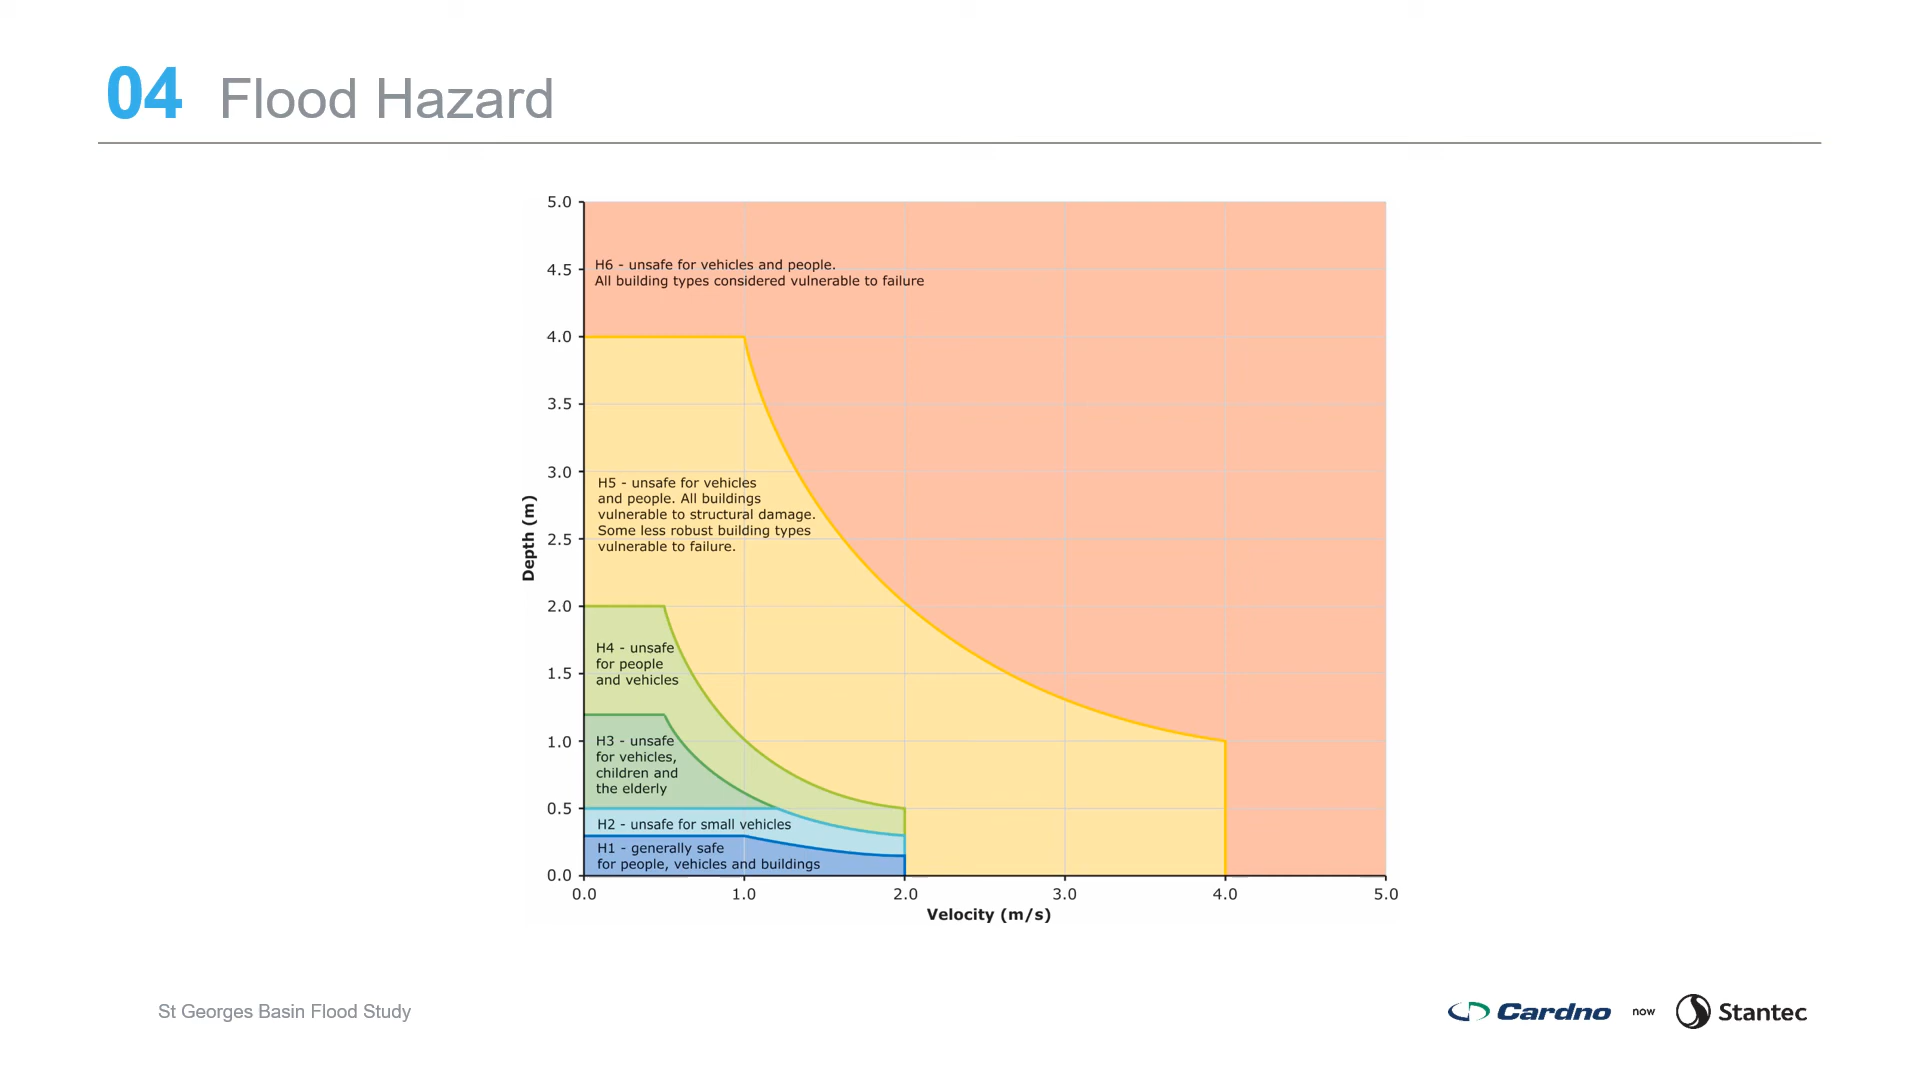 04 Flood Hazard
5.0
4.5
4.0
3.5
3.0
2.5
2.0
1.5
1.0
0.5
0.0
Depth (m)
H6 - unsafe for vehicles and people.
All building types considered vulnerable to failure
H5 - unsafe for vehicles
and people. All buildings
vulnerable to structural damage.
Some less robust building types
vulnerable to failure.
H4 - unsafe
for people
and vehicles
H3 - unsafe
for vehicles,
children and
the elderly
H2 - unsafe for small vehicles
H1 - generally safe
for people, vehicles and buildings
0.0 1.0 2.0 3.0 4.0 5.0
Velocity (m/s)
St Georges Basin Flood Study
Cardno now Stantec